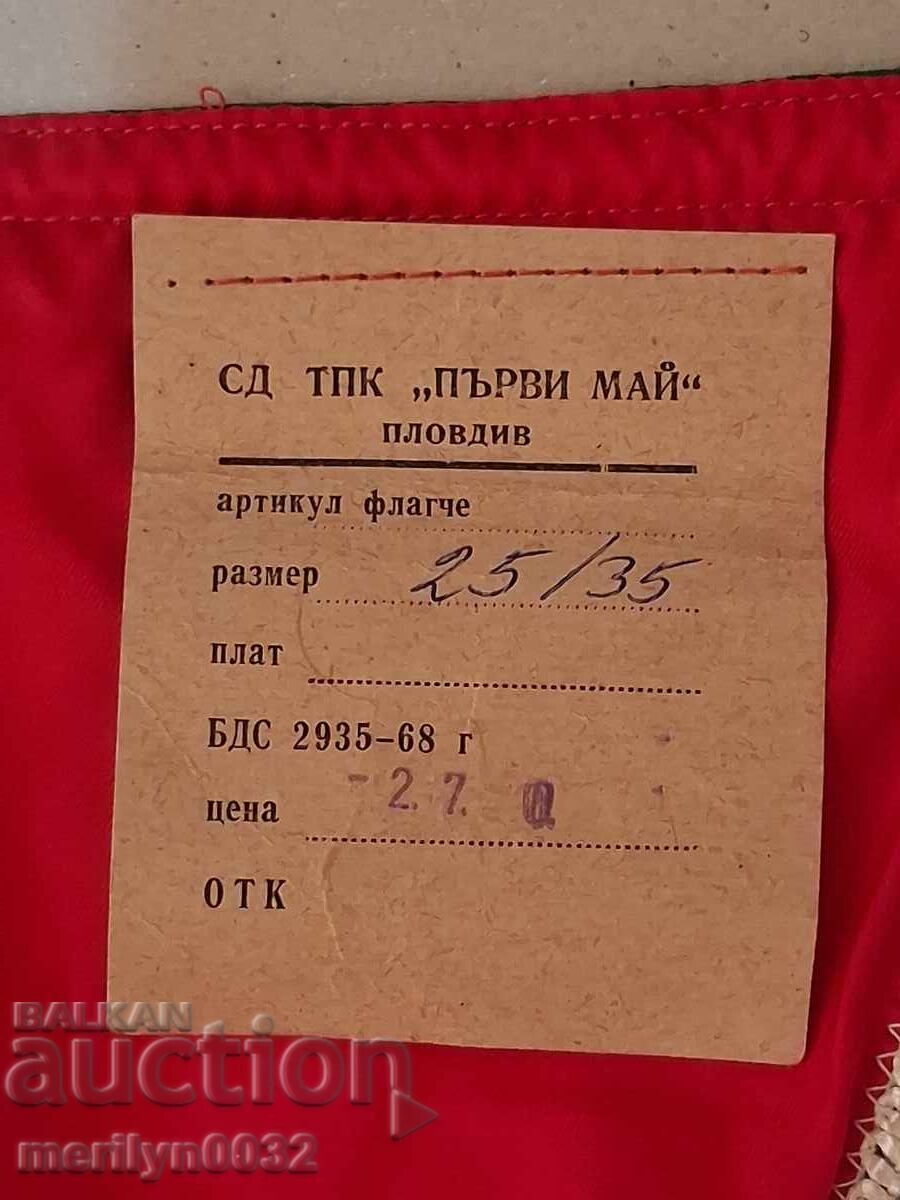 СД ТПК „ПЪРВИ МАЙ“
ПЛОВДИВ
артикул флагче
размер 25/35
плат
БДС 2935-68 г
цена - 2.7.
ОТК
BALKAN
auction
merilyn0032